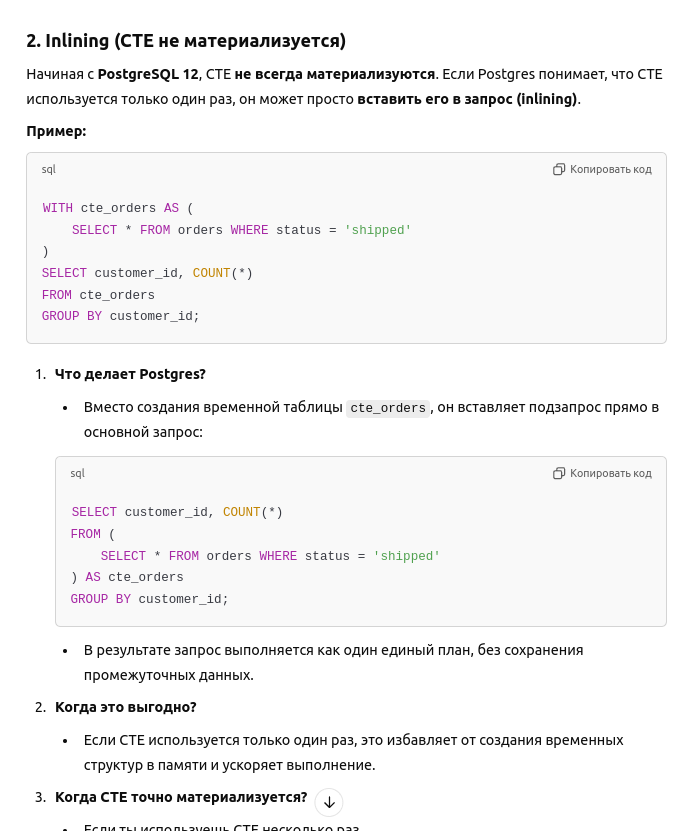 2. Inlining (CTE не материализуется)
Начиная с PostgreSQL 12, CTE не всегда материализуются. Если Postgres понимает, что CTE
используется только один раз, он может просто вставить его в запрос (inlining).
Пример:
sql
Копировать код
WITH cte_orders AS (
    SELECT * FROM orders WHERE status = 'shipped'
)
SELECT customer_id, COUNT(*)
FROM cte_orders
GROUP BY customer_id;
1. Что делает Postgres?
• Вместо создания временной таблицы cte_orders, он вставляет подзапрос прямо в
основной запрос:
sql
Копировать код
SELECT customer_id, COUNT(*)
FROM (
    SELECT * FROM orders WHERE status = 'shipped'
) AS cte_orders
GROUP BY customer_id;
• В результате запрос выполняется как один единый план, без сохранения
промежуточных данных.
2. Когда это выгодно?
• Если CTE используется только один раз, это избавляет от создания временных
структур в памяти и ускоряет выполнение.
3. Когда CTE точно материализуется?
• Если ты используешь CTE несколько раз